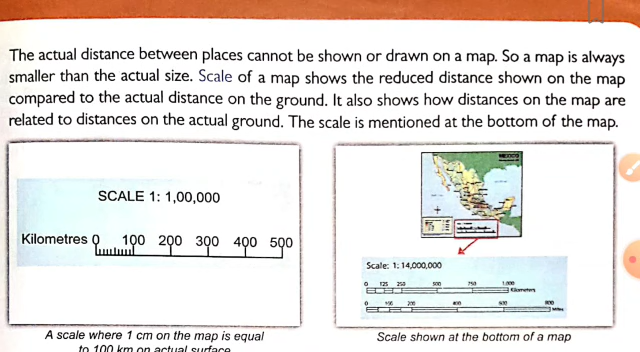 The actual distance between places cannot be shown or drawn on a map. So a map is always
smaller than the actual size. Scale of a map shows the reduced distance shown on the map
compared to the actual distance on the ground. It also shows how distances on the map are
related to distances on the actual ground. The scale is mentioned at the bottom of the map.
SCALE 1: 1,00,000
Kilometres 0 100 200 300 400 500
MEXICO
Scale: 1: 14,000,000
0 125 250 500 750 1,000
Kilometers
0 100 200 400 600 800
Miles
A scale where 1 cm on the map is equal
to 100 km on actual surface
Scale shown at the bottom of a map